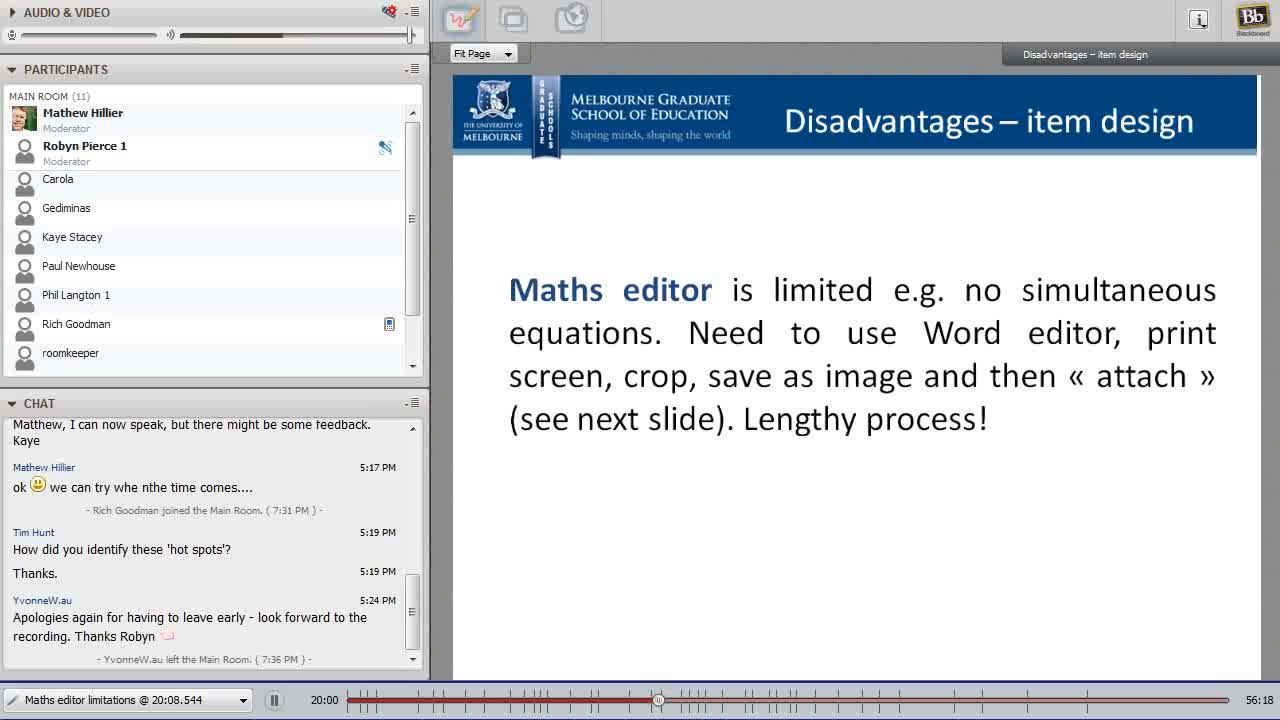 AUDIO & VIDEO
PARTICIPANTS
MAIN ROOM (11)
Mathew Hillier
Moderator
Robyn Pierce 1
Moderator
Carola
Gediminas
Kaye Stacey
Paul Newhouse
Phil Langton 1
Rich Goodman
roomkeeper
CHAT
Matthew, I can now speak, but there might be some feedback.
Kaye
Mathew Hillier 5:17 PM
ok we can try whe nthe time comes....
- Rich Goodman joined the Main Room. ( 7:31 PM ) -
Tim Hunt 5:19 PM
How did you identify these 'hot spots'?
Thanks. 5:19 PM
YvonneW.au 5:24 PM
Apologies again for having to leave early - look forward to the
recording. Thanks Robyn
- YvonneW.au left the Main Room. ( 7:36 PM ) -
Fit Page
Disadvantages – item design
Bb
Blackboard
THE UNIVERSITY OF
MELBOURNE
GRADUATE
SCHOOLS
MELBOURNE GRADUATE
SCHOOL OF EDUCATION
Shaping minds, shaping the world
Disadvantages – item design
Maths editor is limited e.g. no simultaneous
equations. Need to use Word editor, print
screen, crop, save as image and then « attach »
(see next slide). Lengthy process!
Maths editor limitations @ 20:08.544
20:00
56:18